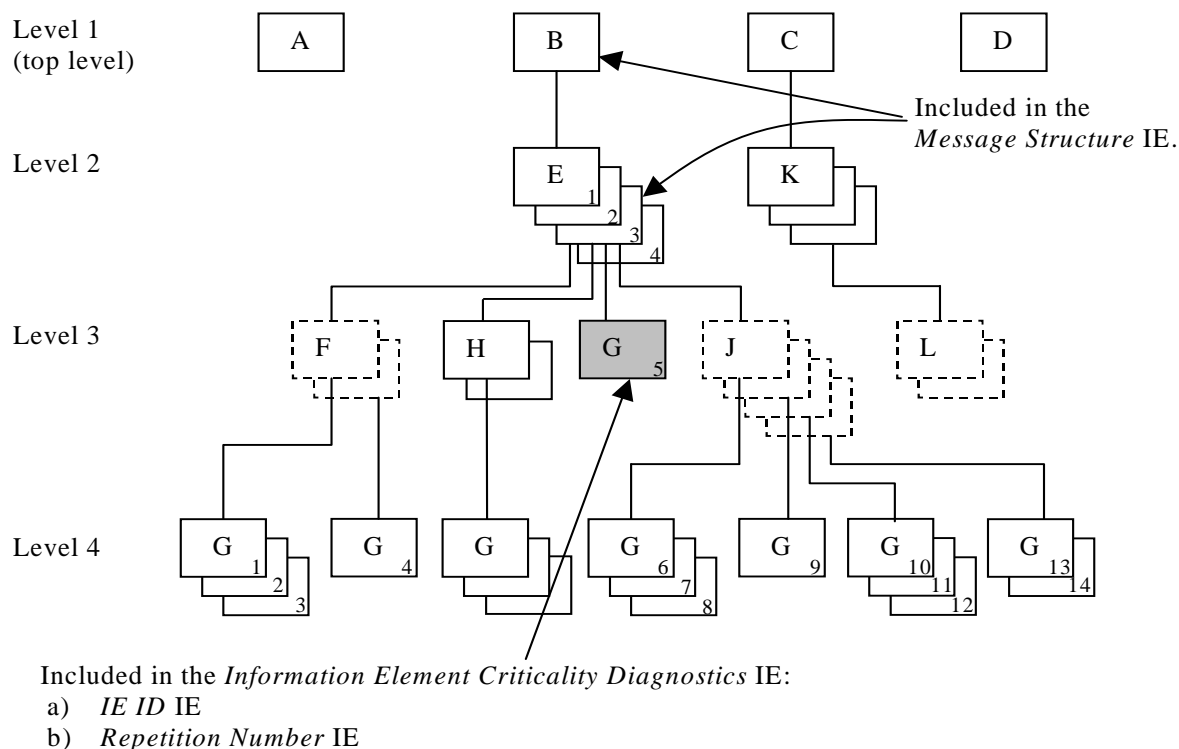 Level 1
(top level)
A
B
C
D
Included in the
Message Structure IE.
Level 2
E
1
2
3
4
K
Level 3
F
H
G
5
J
L
Level 4
G
1
2
3
G
4
G
G
6
7
8
G
9
G
10
11
12
G
13
14
Included in the Information Element Criticality Diagnostics IE:
a) IE ID IE
b) Repetition Number IE